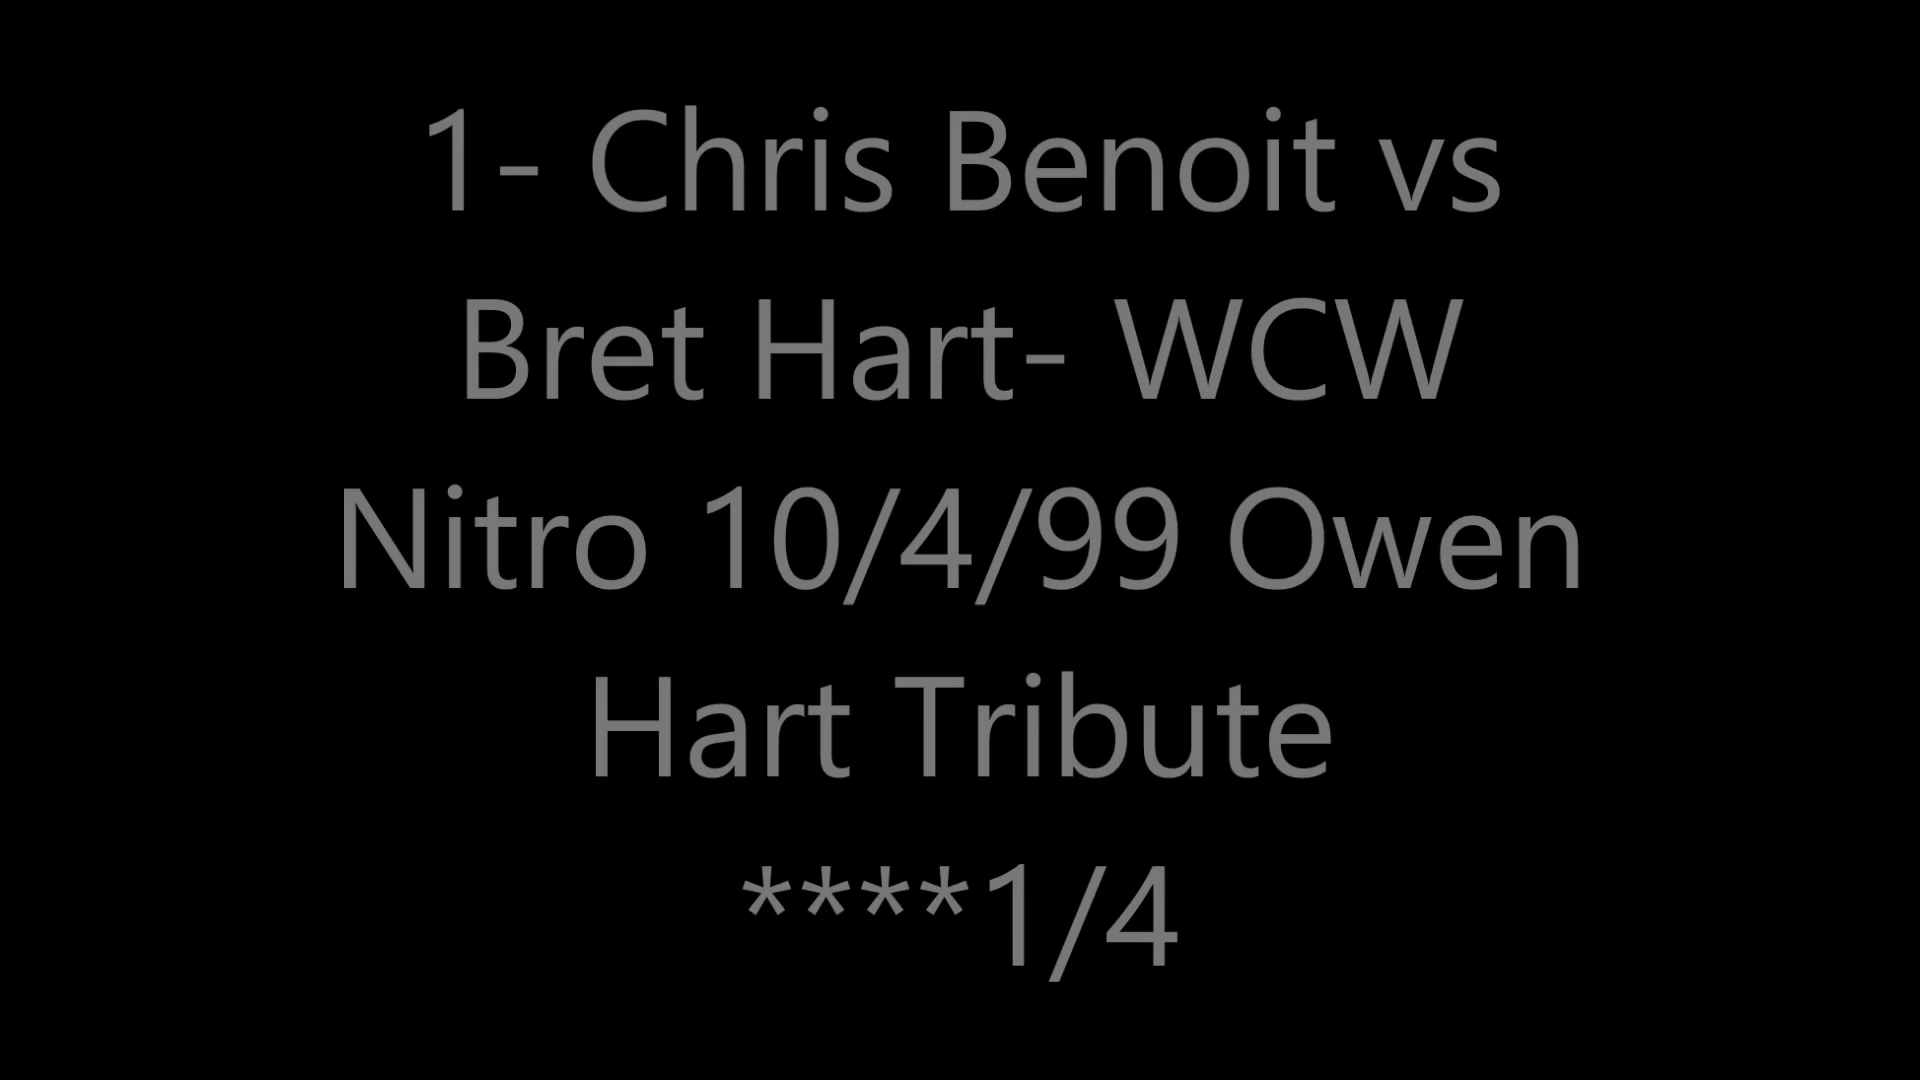 1- Chris Benoit vs
Bret Hart- WCW
Nitro 10/4/99 Owen
Hart Tribute
****1/4